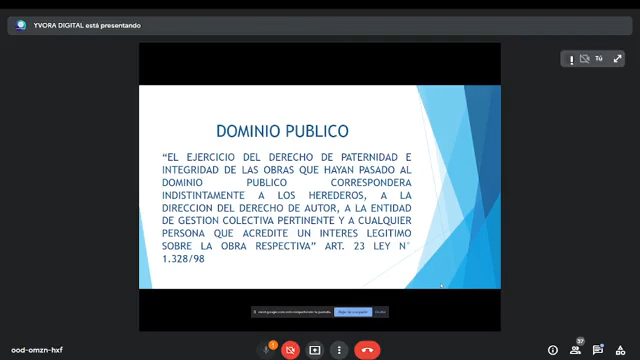 YVORA DIGITAL está presentando
Tú
DOMINIO PUBLICO
“EL EJERCICIO DEL DERECHO DE PATERNIDAD E
INTEGRIDAD DE LAS OBRAS QUE HAYAN PASADO AL
DOMINIO PUBLICO CORRESPONDERA
INDISTINTAMENTE A LOS HEREDEROS, A LA
DIRECCION DEL DERECHO DE AUTOR, A LA ENTIDAD
DE GESTION COLECTIVA PERTINENTE Y A CUALQUIER
PERSONA QUE ACREDITE UN INTERES LEGITIMO
SOBRE LA OBRA RESPECTIVA” ART. 23 LEY N°
1.328/98
ood-omzn-hxf
37